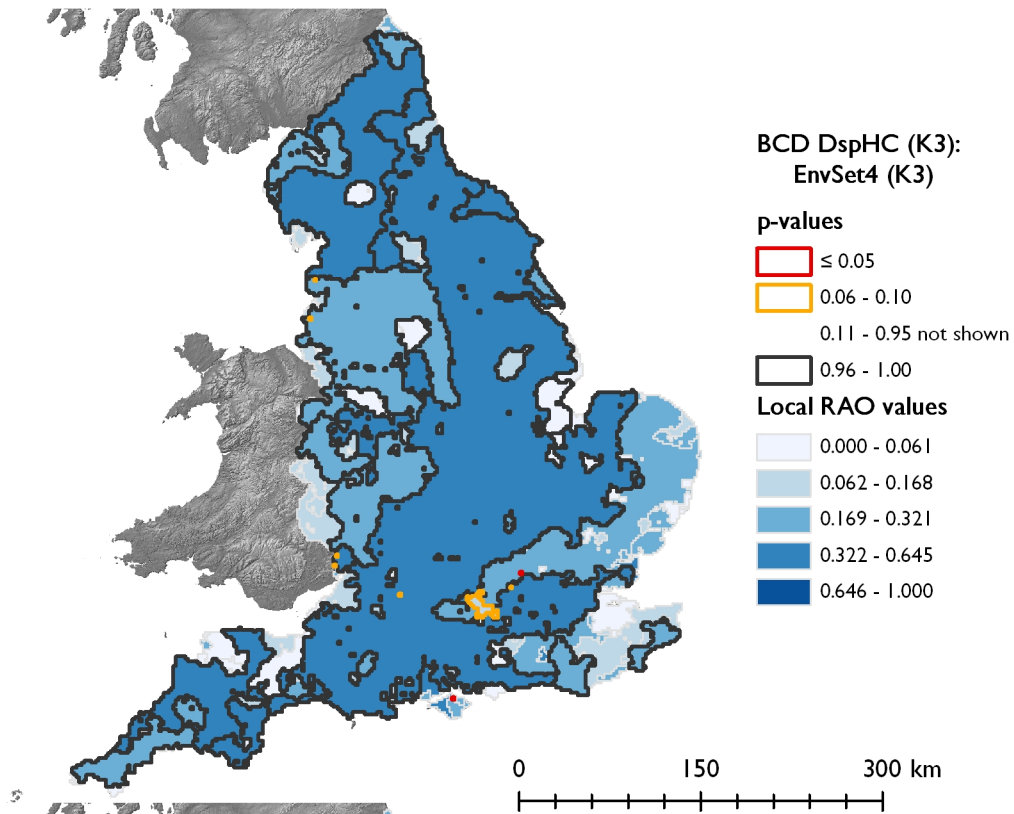 BCD DspHC (K3):
EnvSet4 (K3)
p-values
≤ 0.05
0.06 - 0.10
0.11 - 0.95 not shown
0.96 - 1.00
Local RAO values
0.000 - 0.061
0.062 - 0.168
0.169 - 0.321
0.322 - 0.645
0.646 - 1.000
0 150 300 km